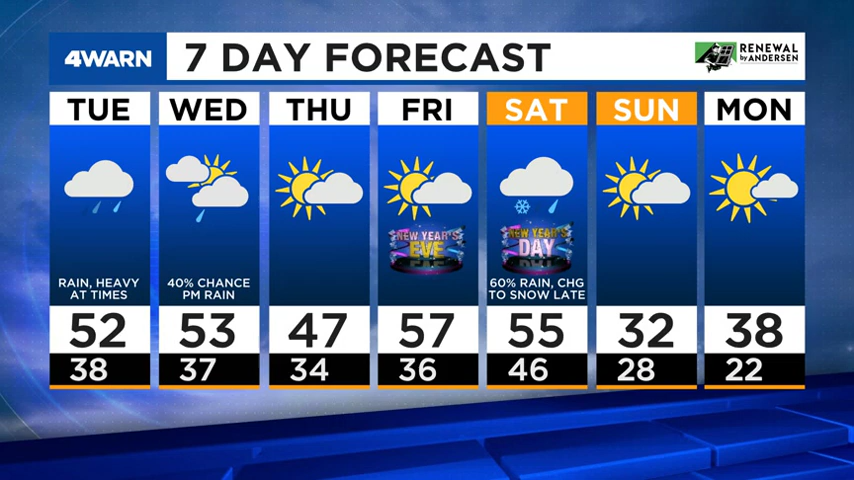 4WARN
7 DAY FORECAST
RENEWAL
by ANDERSEN
TUE WED THU FRI SAT SUN MON
NEW YEAR'S
EVE
NEW YEAR'S
DAY
RAIN, HEAVY
AT TIMES
40% CHANCE
PM RAIN
60% RAIN, CHG
TO SNOW LATE
52 53 47 57 55 32 38
38 37 34 36 46 28 22